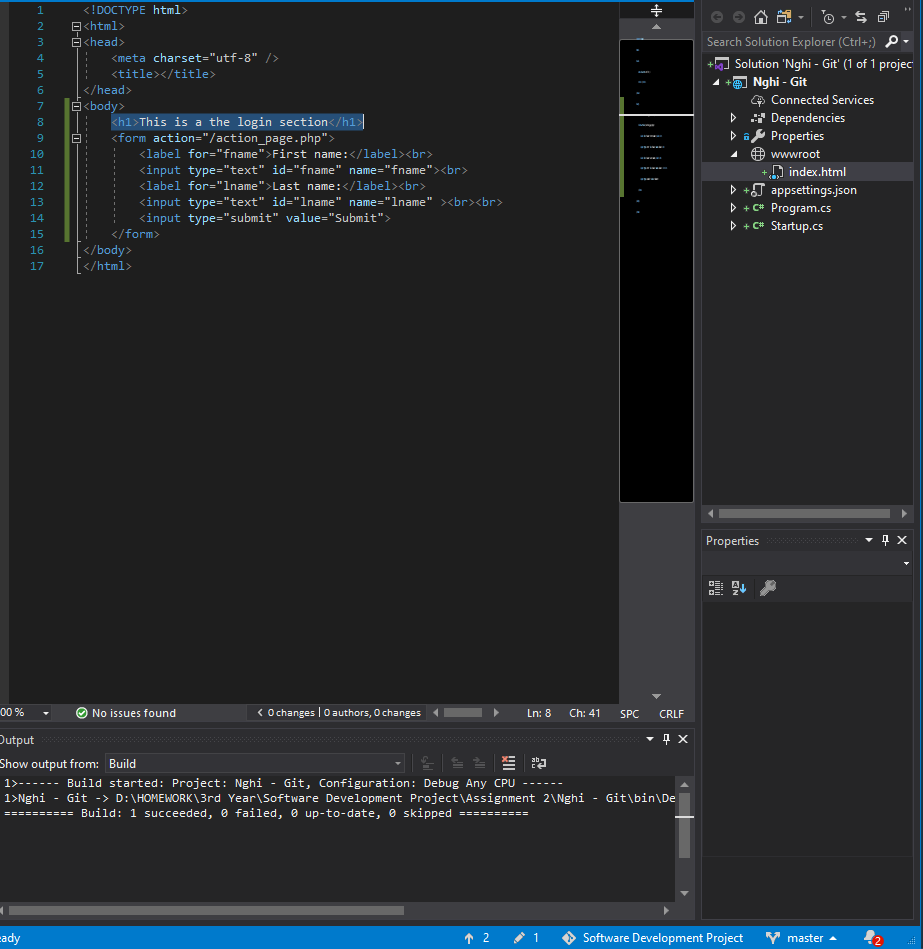 1 <!DOCTYPE html>
2 <html>
3 <head>
4 <meta charset="utf-8" />
5 <title></title>
6 </head>
7 <body>
8 <h1>This is a the login section</h1>
9 <form action="/action_page.php">
10 <label for="fname">First name:</label><br>
11 <input type="text" id="fname" name="fname"><br>
12 <label for="lname">Last name:</label><br>
13 <input type="text" id="lname" name="lname" ><br><br>
14 <input type="submit" value="Submit">
15 </form>
16 </body>
17 </html>
00 % No issues found 0 changes | 0 authors, 0 changes Ln: 8 Ch: 41 SPC CRLF
Output
Show output from: Build
1>------ Build started: Project: Nghi - Git, Configuration: Debug Any CPU ------
1>Nghi - Git -> D:\HOMEWORK\3rd Year\Software Development Project\Assignment 2\Nghi - Git\bin\De
========== Build: 1 succeeded, 0 failed, 0 up-to-date, 0 skipped ==========
Search Solution Explorer (Ctrl+;)
Solution 'Nghi - Git' (1 of 1 project
Nghi - Git
Connected Services
Dependencies
Properties
wwwroot
index.html
appsettings.json
C# Program.cs
C# Startup.cs
Properties
eady 2 1 Software Development Project master 2